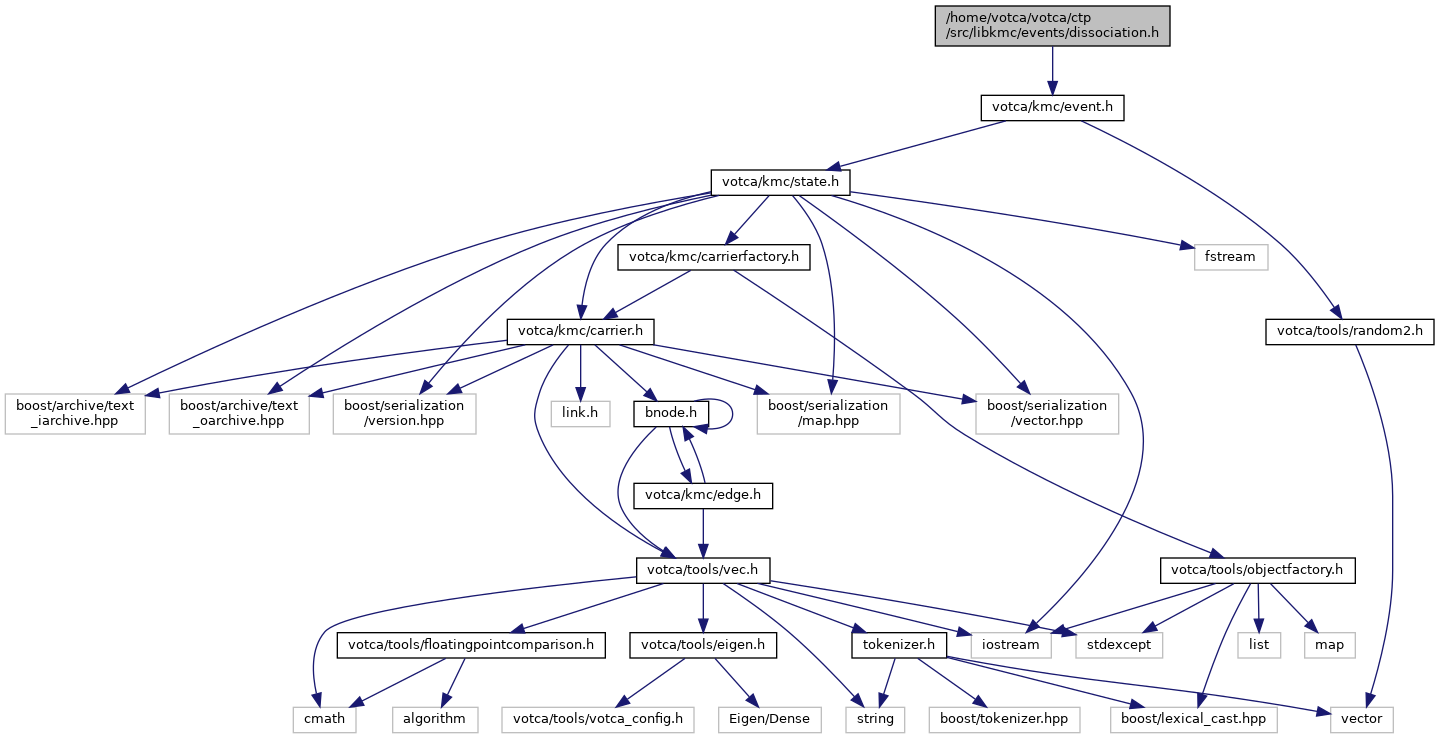 /home/votca/votca/ctp
/src/libkmc/events/dissociation.h
votca/kmc/event.h
votca/kmc/state.h
votca/kmc/carrierfactory.h
fstream
votca/kmc/carrier.h
votca/tools/random2.h
boost/archive/text
_iarchive.hpp
boost/archive/text
_oarchive.hpp
boost/serialization
/version.hpp
link.h
bnode.h
boost/serialization
/map.hpp
boost/serialization
/vector.hpp
votca/kmc/edge.h
votca/tools/vec.h
votca/tools/objectfactory.h
votca/tools/floatingpointcomparison.h
votca/tools/eigen.h
tokenizer.h
iostream
stdexcept
list
map
cmath
algorithm
votca/tools/votca_config.h
Eigen/Dense
string
boost/tokenizer.hpp
boost/lexical_cast.hpp
vector